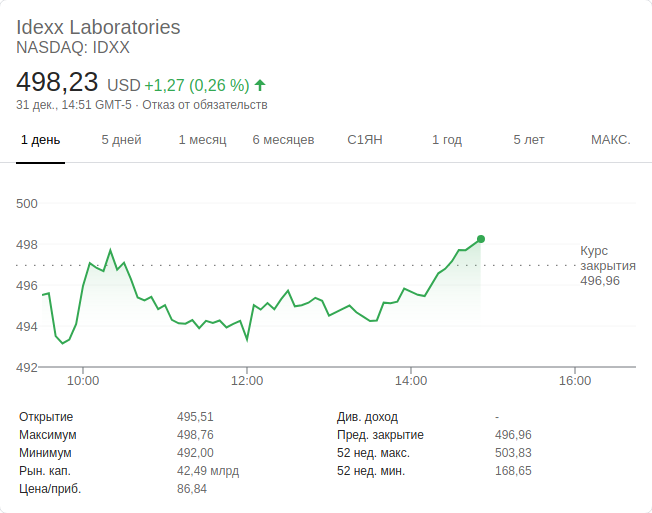 Idexx Laboratories
NASDAQ: IDXX
498,23 USD +1,27 (0,26 %)
31 дек., 14:51 GMT-5 · Отказ от обязательств
1 день 5 дней 1 месяц 6 месяцев С1ЯН 1 год 5 лет МАКС.
500
498
496
494
492
Курс
закрытия
496,96
10:00 12:00 14:00 16:00
Открытие 495,51 Див. доход -
Максимум 498,76 Пред. закрытие 496,96
Минимум 492,00 52 нед. макс. 503,83
Рын. кап. 42,49 млрд 52 нед. мин. 168,65
Цена/приб. 86,84